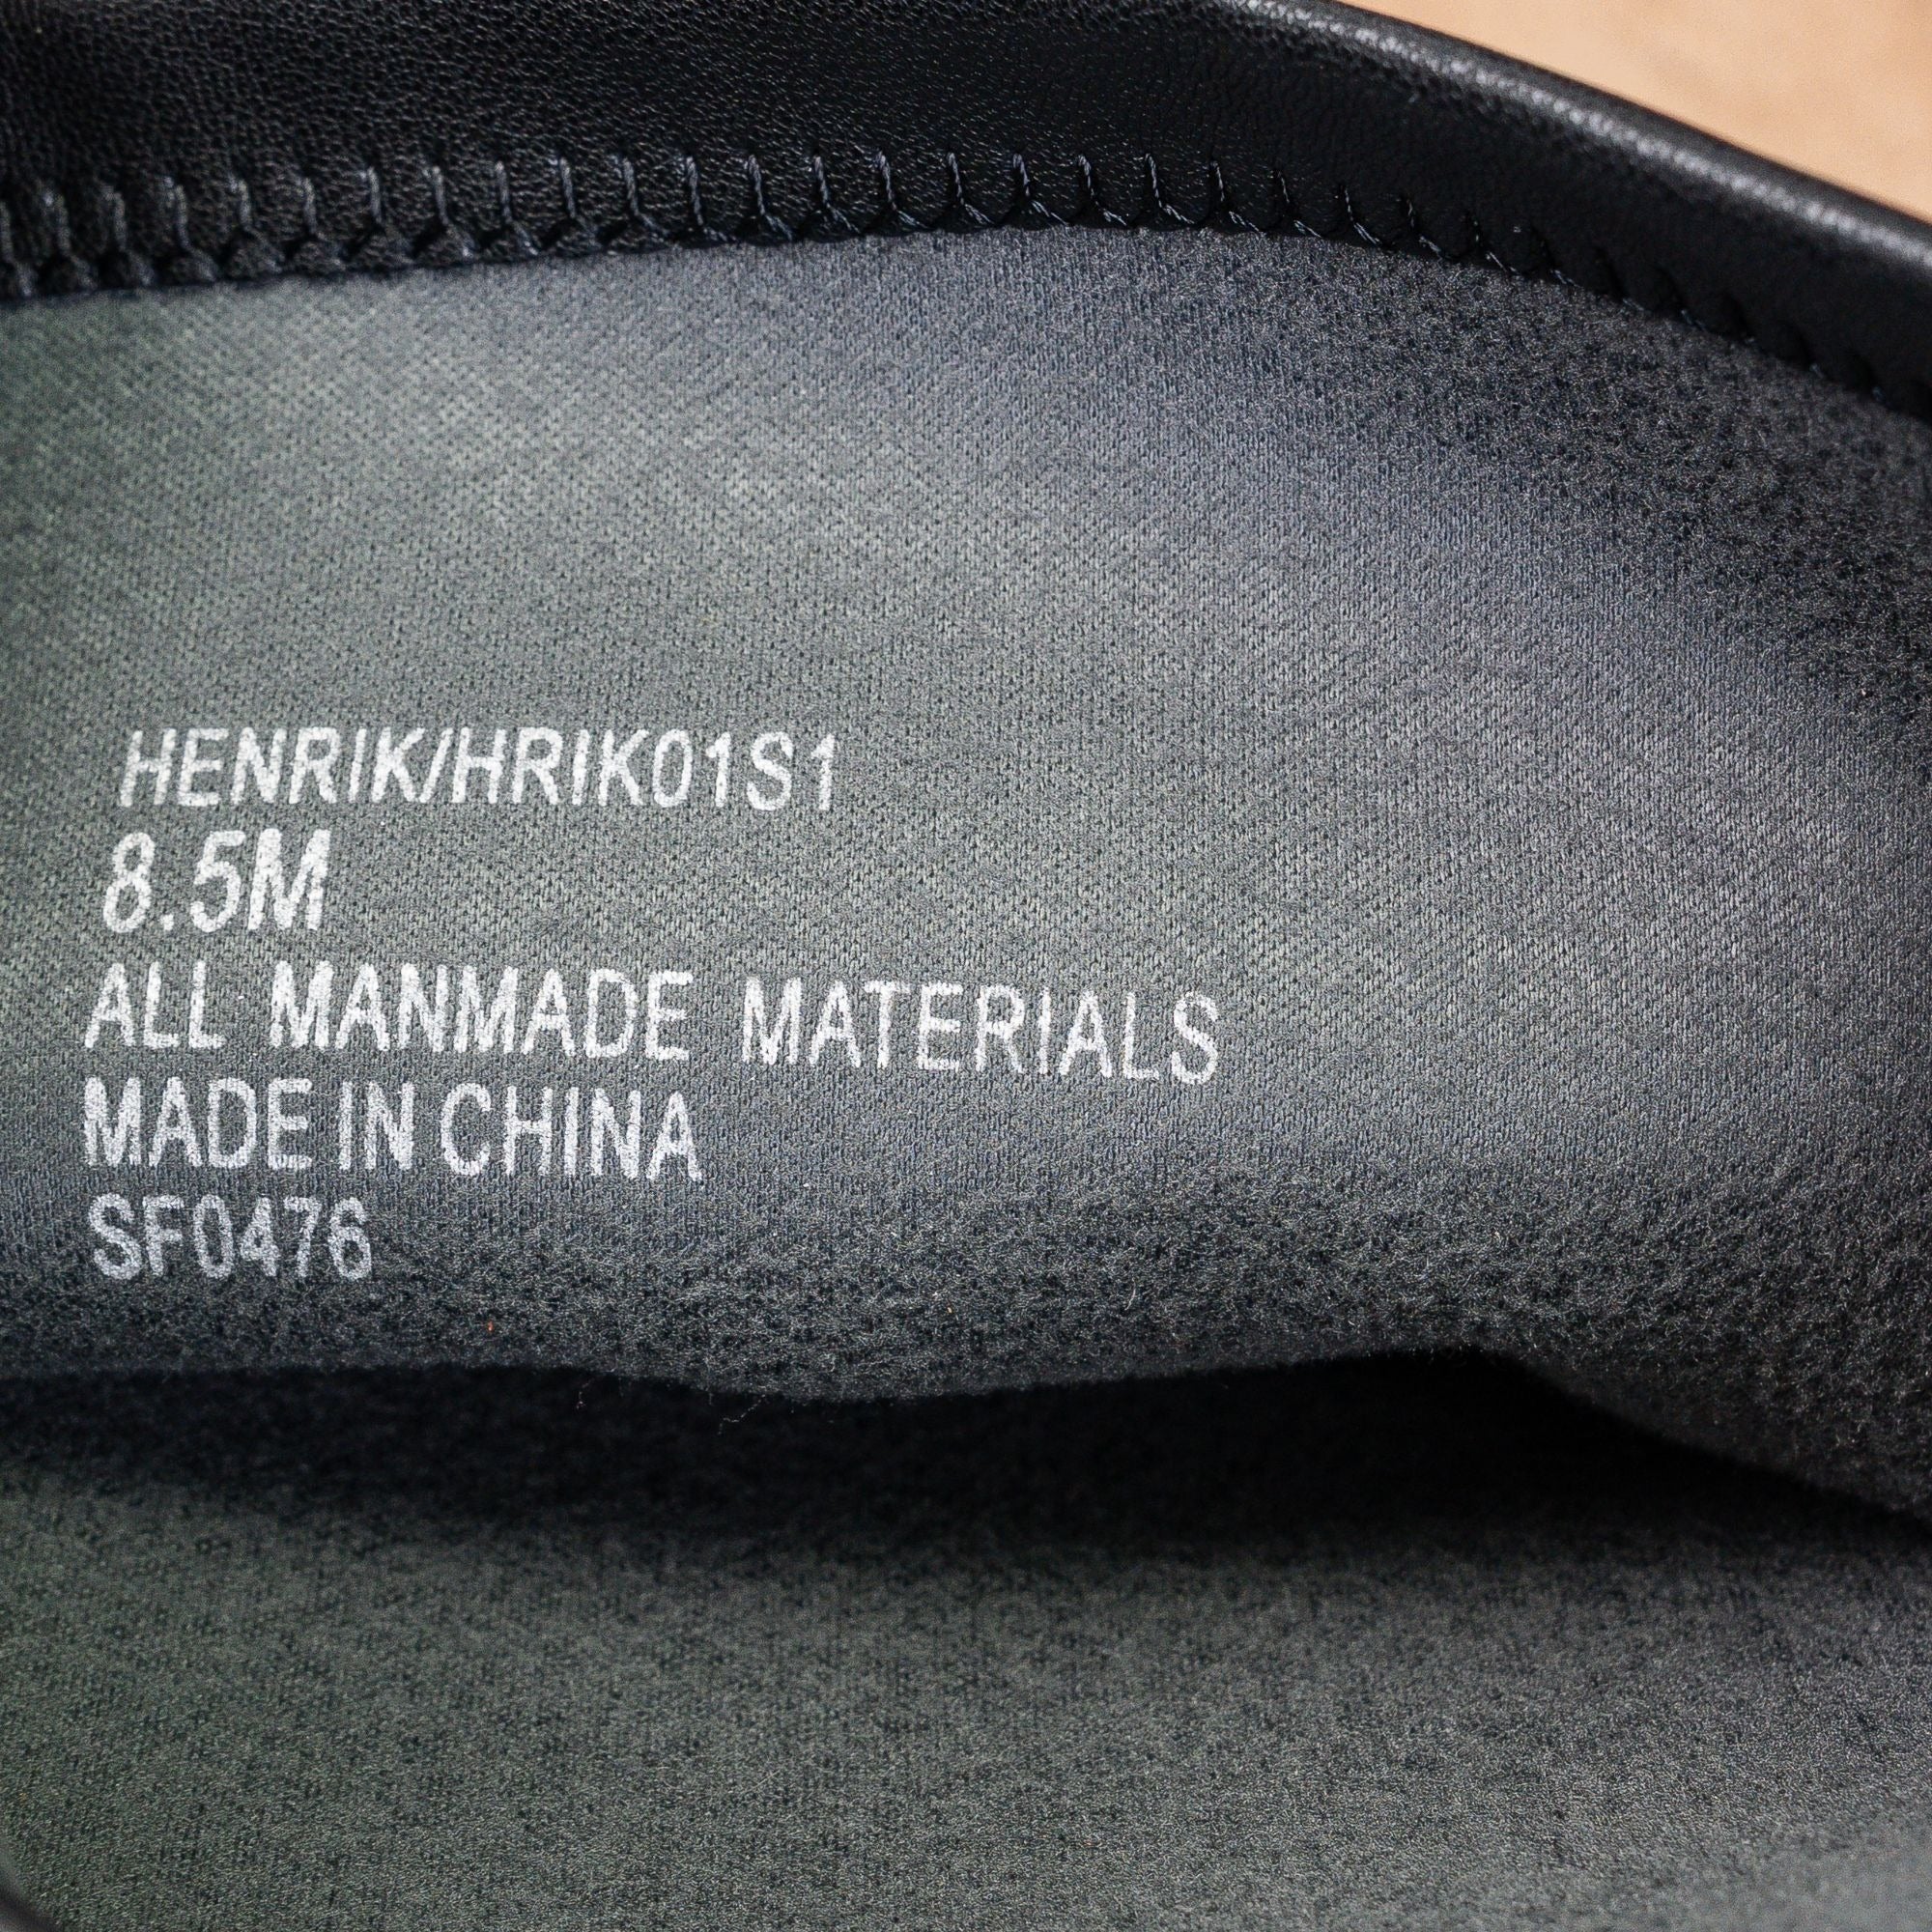 HENRIK/HRIK01S1
8.5M
ALL MANMADE MATERIALS
MADE IN CHINA
SF0476